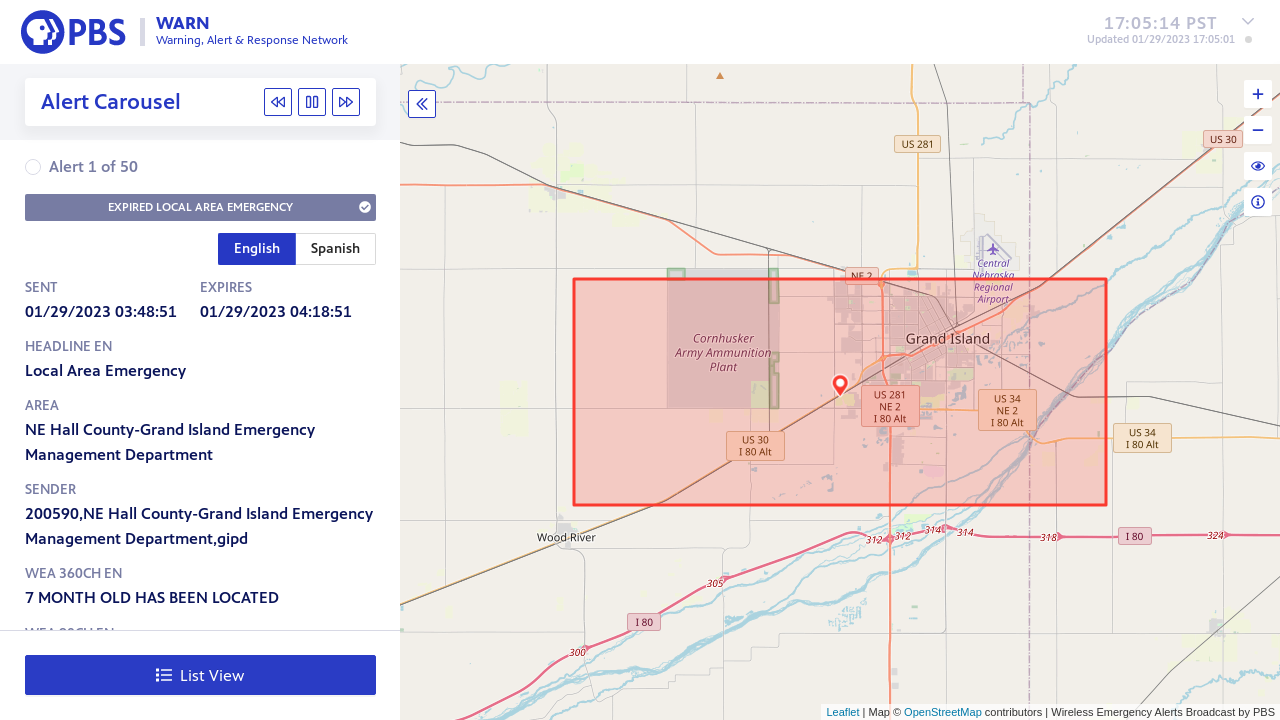 PBS
WARN
Warning, Alert & Response Network
17:05:14 PST
Updated 01/29/2023 17:05:01
Alert Carousel
Alert 1 of 50
EXPIRED LOCAL AREA EMERGENCY
English
Spanish
SENT
EXPIRES
01/29/2023 03:48:51
01/29/2023 04:18:51
HEADLINE EN
Local Area Emergency
AREA
NE Hall County-Grand Island Emergency
Management Department
SENDER
200590,NE Hall County-Grand Island Emergency
Management Department,gipd
WEA 360CH EN
7 MONTH OLD HAS BEEN LOCATED
List View
US 281
US 30
Central
Nebraska
Regional
Airport
NE 2
Cornhusker
Army Ammunition
Plant
Grand Island
US 281
NE 2
I 80 Alt
US 34
NE 2
I 80 Alt
US 30
I 80 Alt
US 34
I 80 Alt
Wood River
312
312
314
314
318
I 80
324
305
I 80
300
Leaflet | Map © OpenStreetMap contributors | Wireless Emergency Alerts Broadcast by PBS